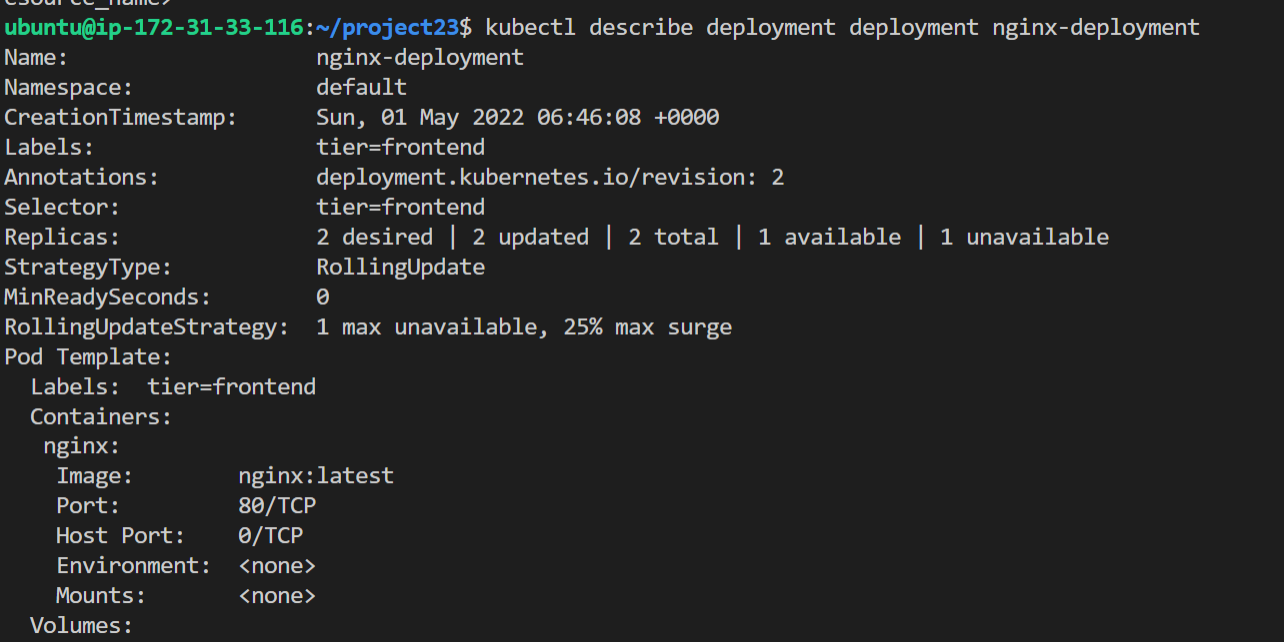 esource_name>
ubuntu@ip-172-31-33-116:~/project23$ kubectl describe deployment deployment nginx-deployment
Name:                   nginx-deployment
Namespace:              default
CreationTimestamp:      Sun, 01 May 2022 06:46:08 +0000
Labels:                 tier=frontend
Annotations:            deployment.kubernetes.io/revision: 2
Selector:               tier=frontend
Replicas:               2 desired | 2 updated | 2 total | 1 available | 1 unavailable
StrategyType:           RollingUpdate
MinReadySeconds:        0
RollingUpdateStrategy:  1 max unavailable, 25% max surge
Pod Template:
  Labels:  tier=frontend
  Containers:
   nginx:
    Image:        nginx:latest
    Port:         80/TCP
    Host Port:    0/TCP
    Environment:  <none>
    Mounts:       <none>
  Volumes: